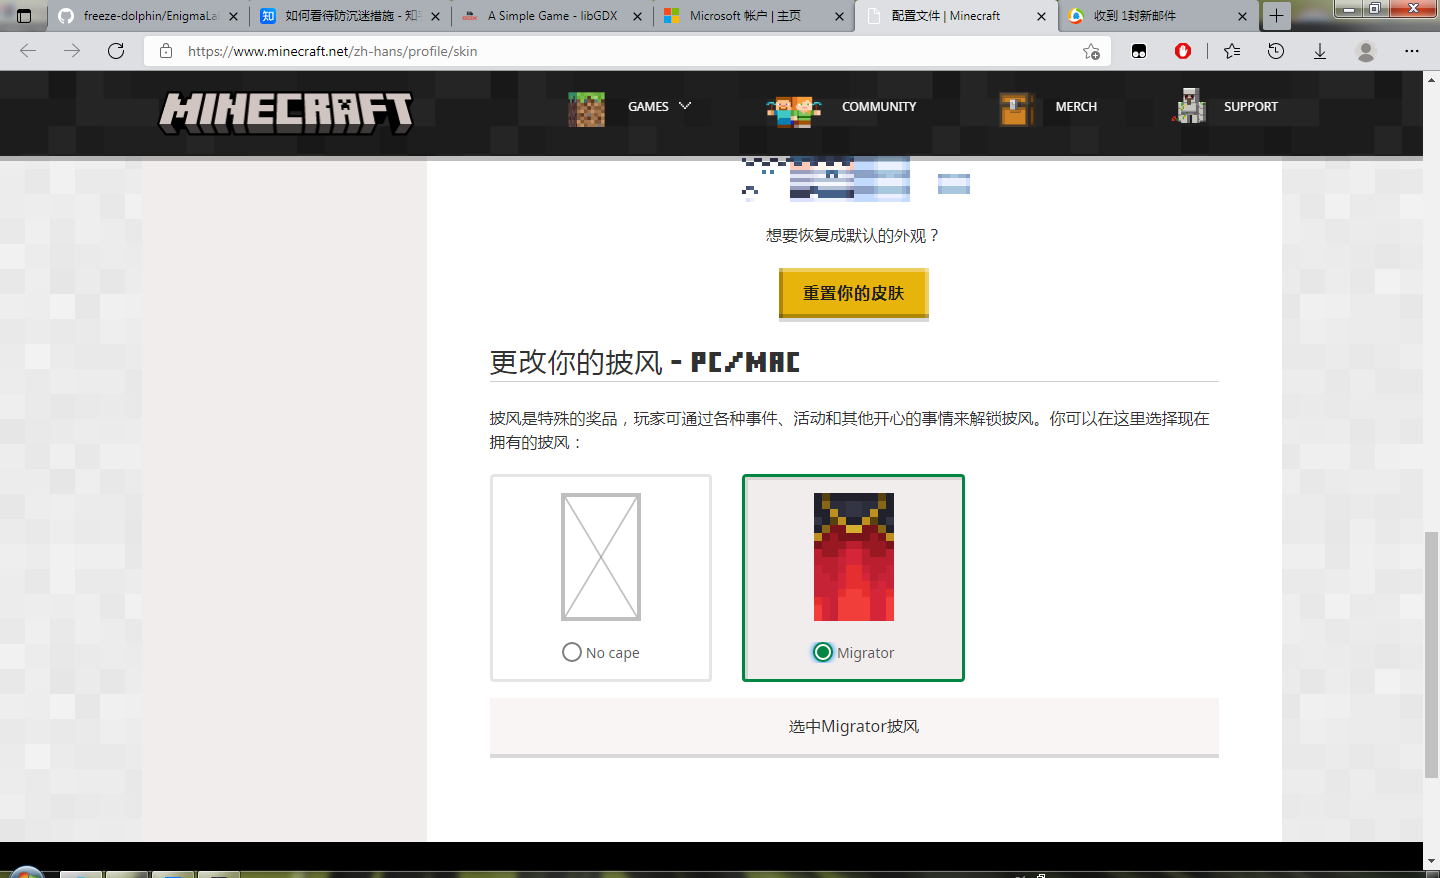 freeze-dolphin/EnigmaLa
如何看待防沉迷措施 - 知
A Simple Game - libGDX
Microsoft 帐户 | 主页
配置文件 | Minecraft
收到 1封新邮件
https://www.minecraft.net/zh-hans/profile/skin
MINECRAFT
GAMES
COMMUNITY
MERCH
SUPPORT
想要恢复成默认的外观？
重置你的皮肤
更改你的披风 - PC/MAC
披风是特殊的奖品，玩家可通过各种事件、活动和其他开心的事情来解锁披风。你可以在这里选择现在
拥有的披风：
No cape
Migrator
选中Migrator披风